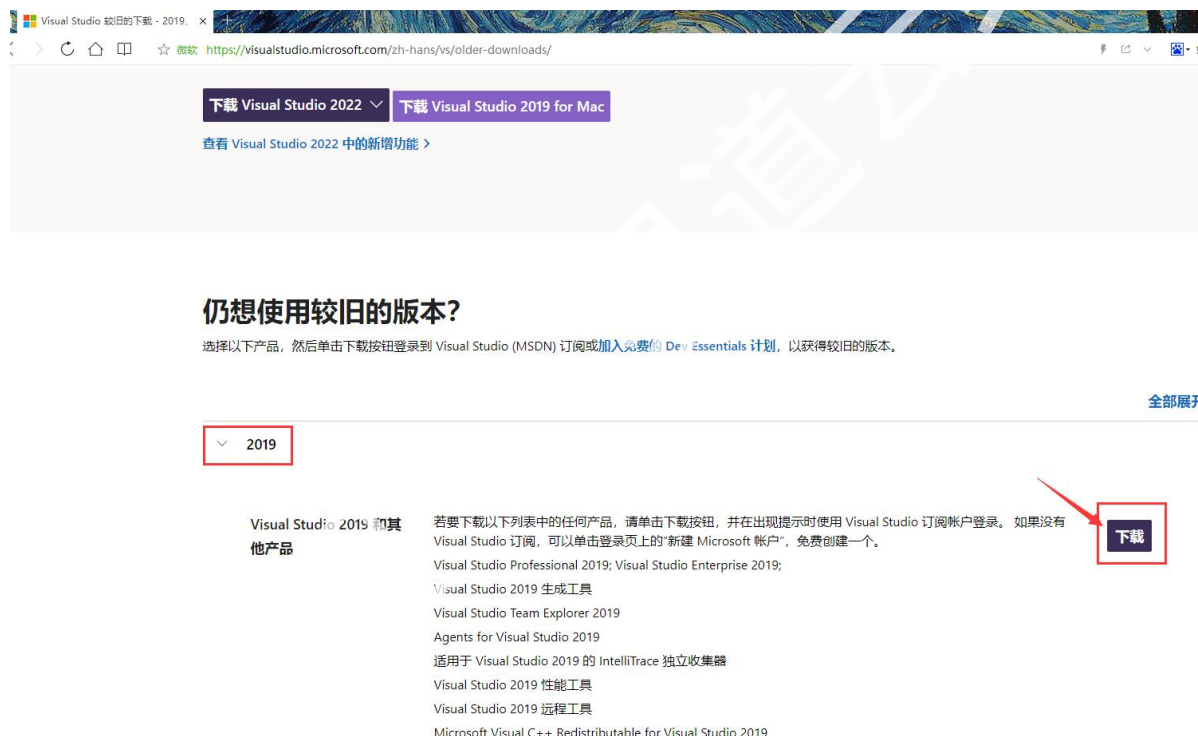 Visual Studio 较旧的下载 - 2019,
微软 https://visualstudio.microsoft.com/zh-hans/vs/older-downloads/
下载 Visual Studio 2022 下载 Visual Studio 2019 for Mac
查看 Visual Studio 2022 中的新增功能
仍想使用较旧的版本?
选择以下产品，然后单击下载按钮登录到 Visual Studio (MSDN) 订阅或加入免费的 Dev Essentials 计划，以获得较旧的版本。
全部展开
2019
Visual Studio 2019 和其
他产品
若要下载以下列表中的任何产品，请单击下载按钮，并在出现提示时使用 Visual Studio 订阅帐户登录。 如果没有
Visual Studio 订阅，可以单击登录页上的“新建 Microsoft 帐户”，免费创建一个。
下载
Visual Studio Professional 2019; Visual Studio Enterprise 2019;
Visual Studio 2019 生成工具
Visual Studio Team Explorer 2019
Agents for Visual Studio 2019
适用于 Visual Studio 2019 的 IntelliTrace 独立收集器
Visual Studio 2019 性能工具
Visual Studio 2019 远程工具
Microsoft Visual C++ Redistributable for Visual Studio 2019